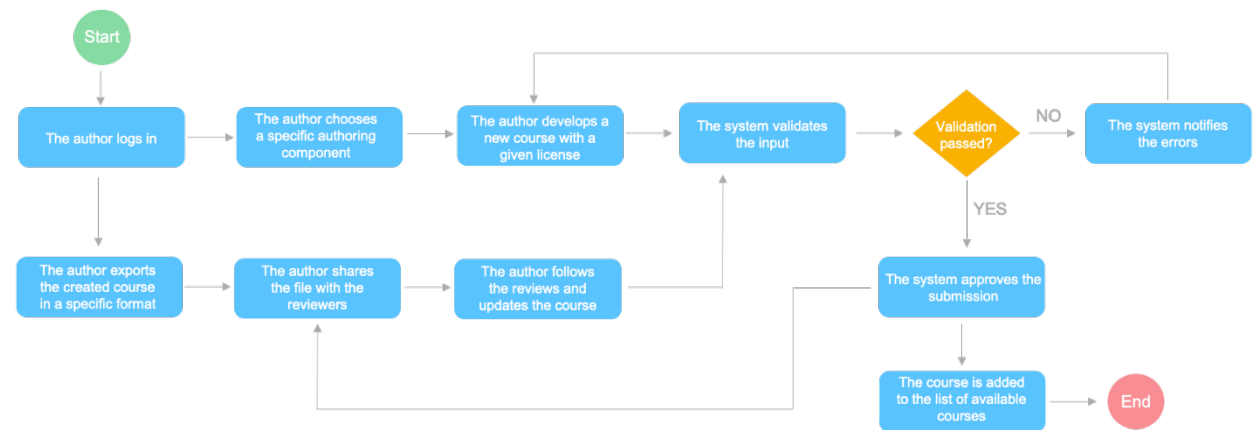 Start
The author logs in
The author chooses
a specific authoring
component
The author develops a
new course with a
given license
The system validates
the input
Validation
passed?
NO
The system notifies
the errors
YES
The author exports
the created course
in a specific format
The author shares
the file with the
reviewers
The author follows
the reviews and
updates the course
The system approves the
submission
The course is added
to the list of available
courses
End